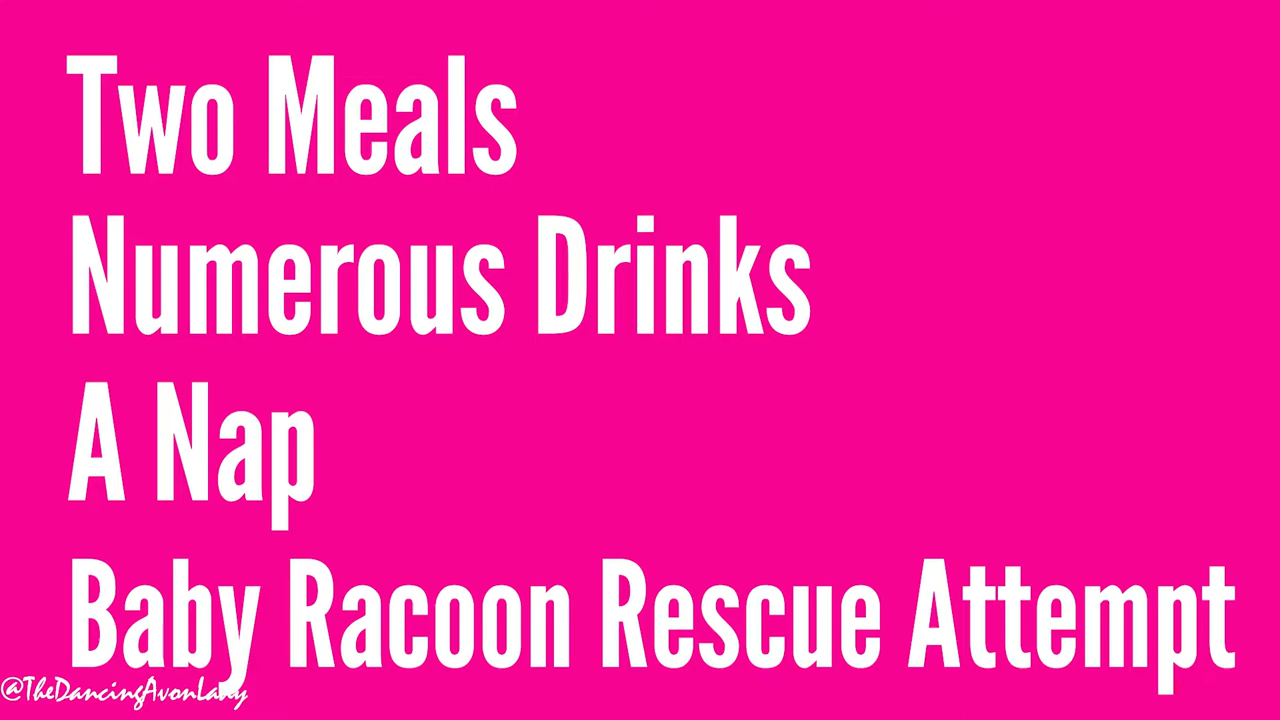 Two Meals
Numerous Drinks
A Nap
Baby Racoon Rescue Attempt
@TheDancingAvonLady